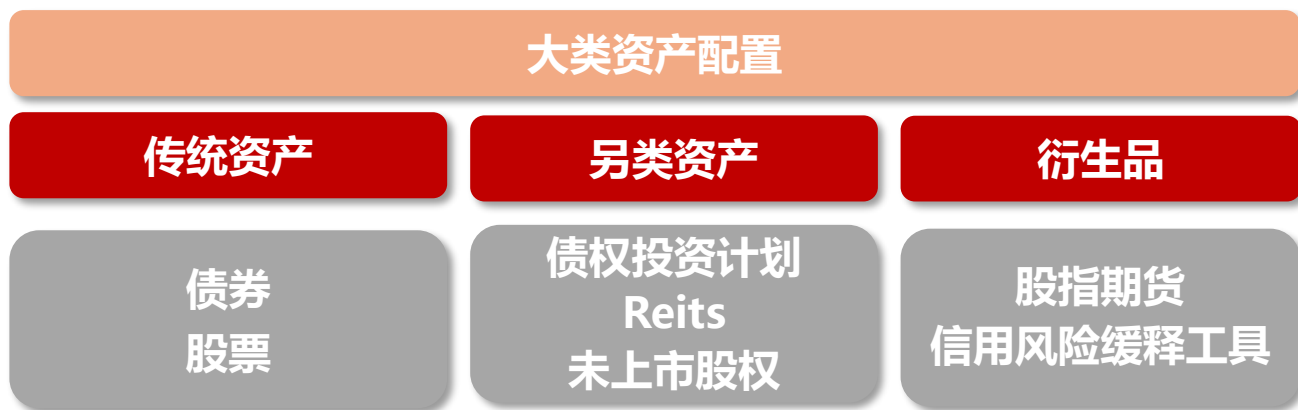 大类资产配置
传统资产
另类资产
衍生品
债券
股票
债权投资计划
Reits
未上市股权
股指期货
信用风险缓释工具